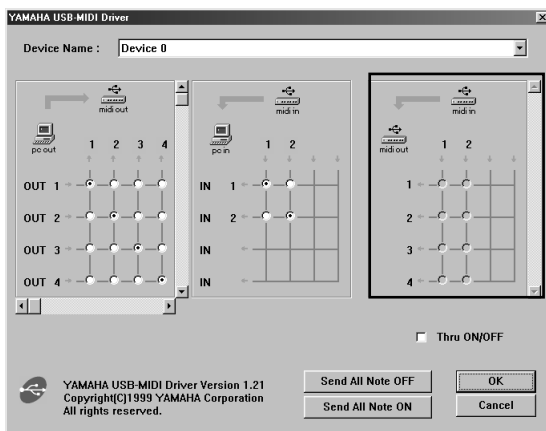 YAMAHA USB-MIDI Driver
Device Name : Device 0
midi out
pc out
1 2 3 4
OUT 1
OUT 2
OUT 3
OUT 4
midi in
pc in
1 2
IN 1
IN 2
IN
IN
midi in
midi out
1 2
1
2
3
4
Thru ON/OFF
YAMAHA USB-MIDI Driver Version 1.21
Copyright(C)1999 YAMAHA Corporation
All rights reserved.
Send All Note OFF
OK
Send All Note ON
Cancel